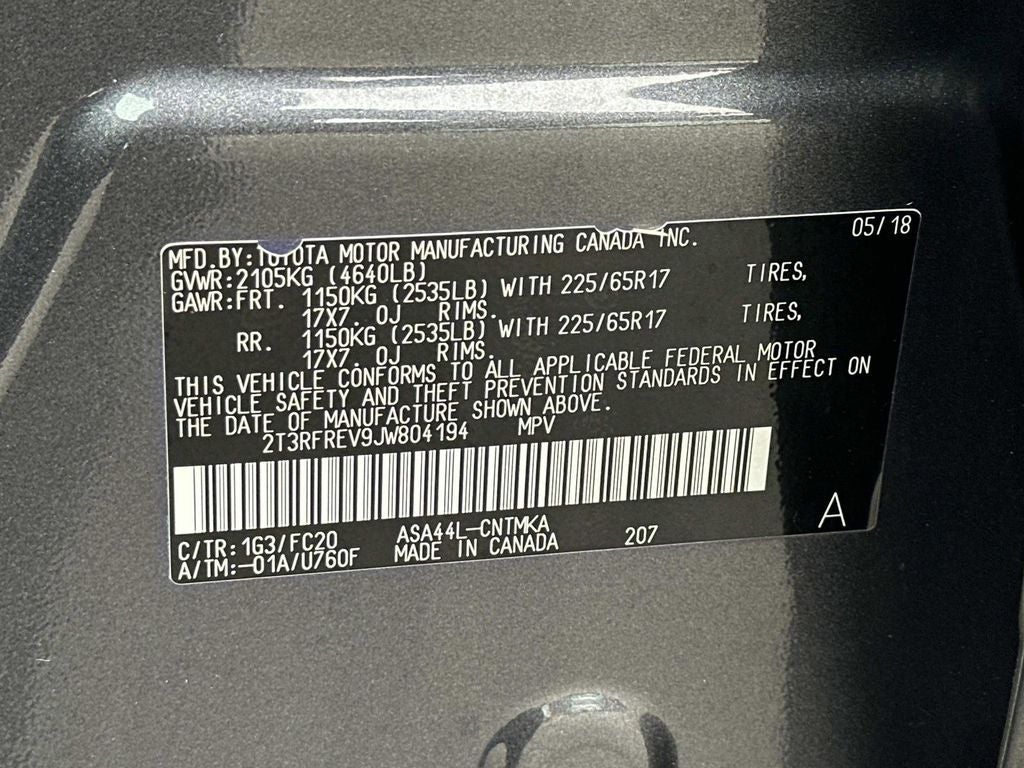 05/18
MFD.BY:TOYOTA MOTOR MANUFACTURING CANADA INC.
GVWR:2105KG (4640LB)
GAWR:FRT. 1150KG (2535LB) WITH 225/65R17 TIRES,
17X7.0J RIMS.
RR. 1150KG (2535LB) WITH 225/65R17 TIRES,
17X7.0J RIMS.
THIS VEHICLE CONFORMS TO ALL APPLICABLE FEDERAL MOTOR
VEHICLE SAFETY AND THEFT PREVENTION STANDARDS IN EFFECT ON
THE DATE OF MANUFACTURE SHOWN ABOVE.
2T3RFREV9JW804194 MPV
A
C/TR:1G3/FC20 ASA44L-CNTMKA 207
A/TM:-01A/U760F MADE IN CANADA